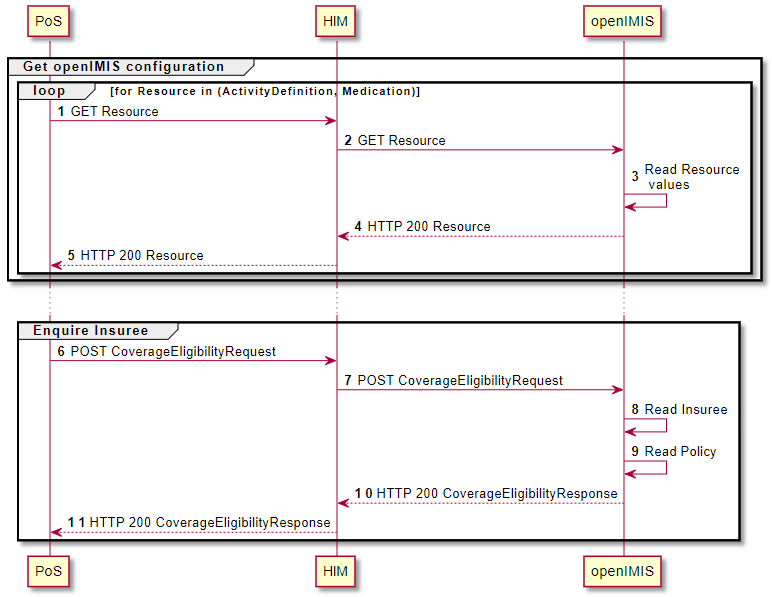 PoS HIM openIMIS
Get openIMIS configuration
loop [for Resource in (ActivityDefinition, Medication)]
1 GET Resource
2 GET Resource
3 Read Resource
values
4 HTTP 200 Resource
5 HTTP 200 Resource
Enquire Insuree
6 POST CoverageEligibilityRequest
7 POST CoverageEligibilityRequest
8 Read Insuree
9 Read Policy
10 HTTP 200 CoverageEligibilityResponse
11 HTTP 200 CoverageEligibilityResponse
PoS HIM openIMIS